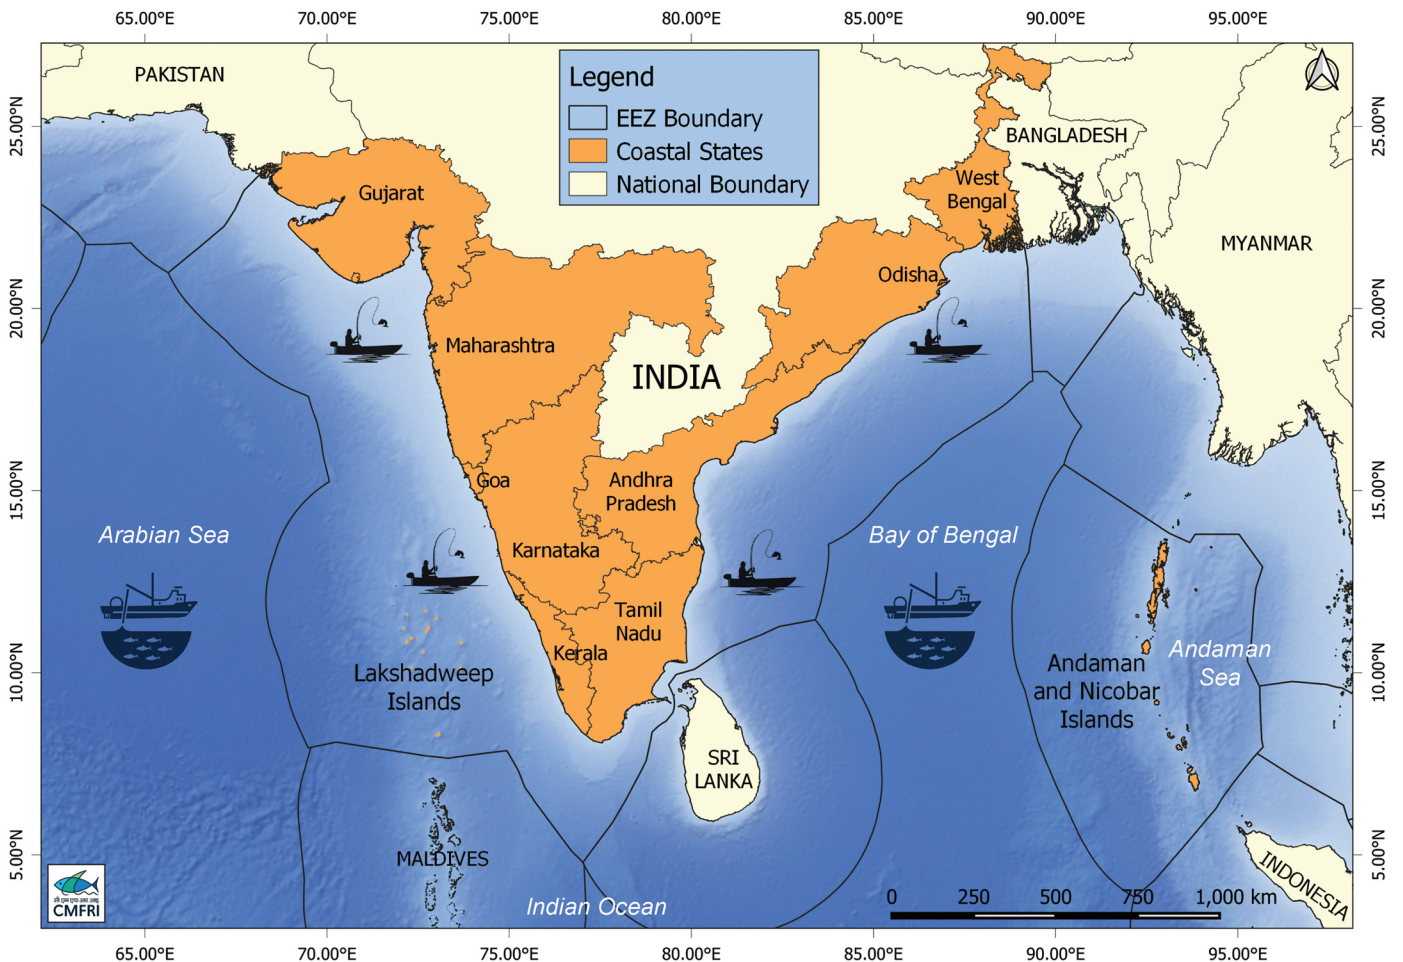 65.00°E 70.00°E 75.00°E 80.00°E 85.00°E 90.00°E 95.00°E
Legend
EEZ Boundary
Coastal States
National Boundary
PAKISTAN
BANGLADESH
MYANMAR
25.00°N
25.00°N
Gujarat
West
Bengal
Odisha
20.00°N
20.00°N
Maharashtra
INDIA
Goa
Andhra
Pradesh
15.00°N
15.00°N
Arabian Sea
Karnataka
Bay of Bengal
Tamil
Nadu
Kerala
Lakshadweep
Islands
Andaman
and Nicobar
Islands
Andaman
Sea
10.00°N
10.00°N
SRI
LANKA
MALDIVES
Indian Ocean
INDONESIA
5.00°N
5.00°N
CMFRI
0 250 500 750 1,000 km
65.00°E 70.00°E 75.00°E 80.00°E 85.00°E 90.00°E 95.00°E